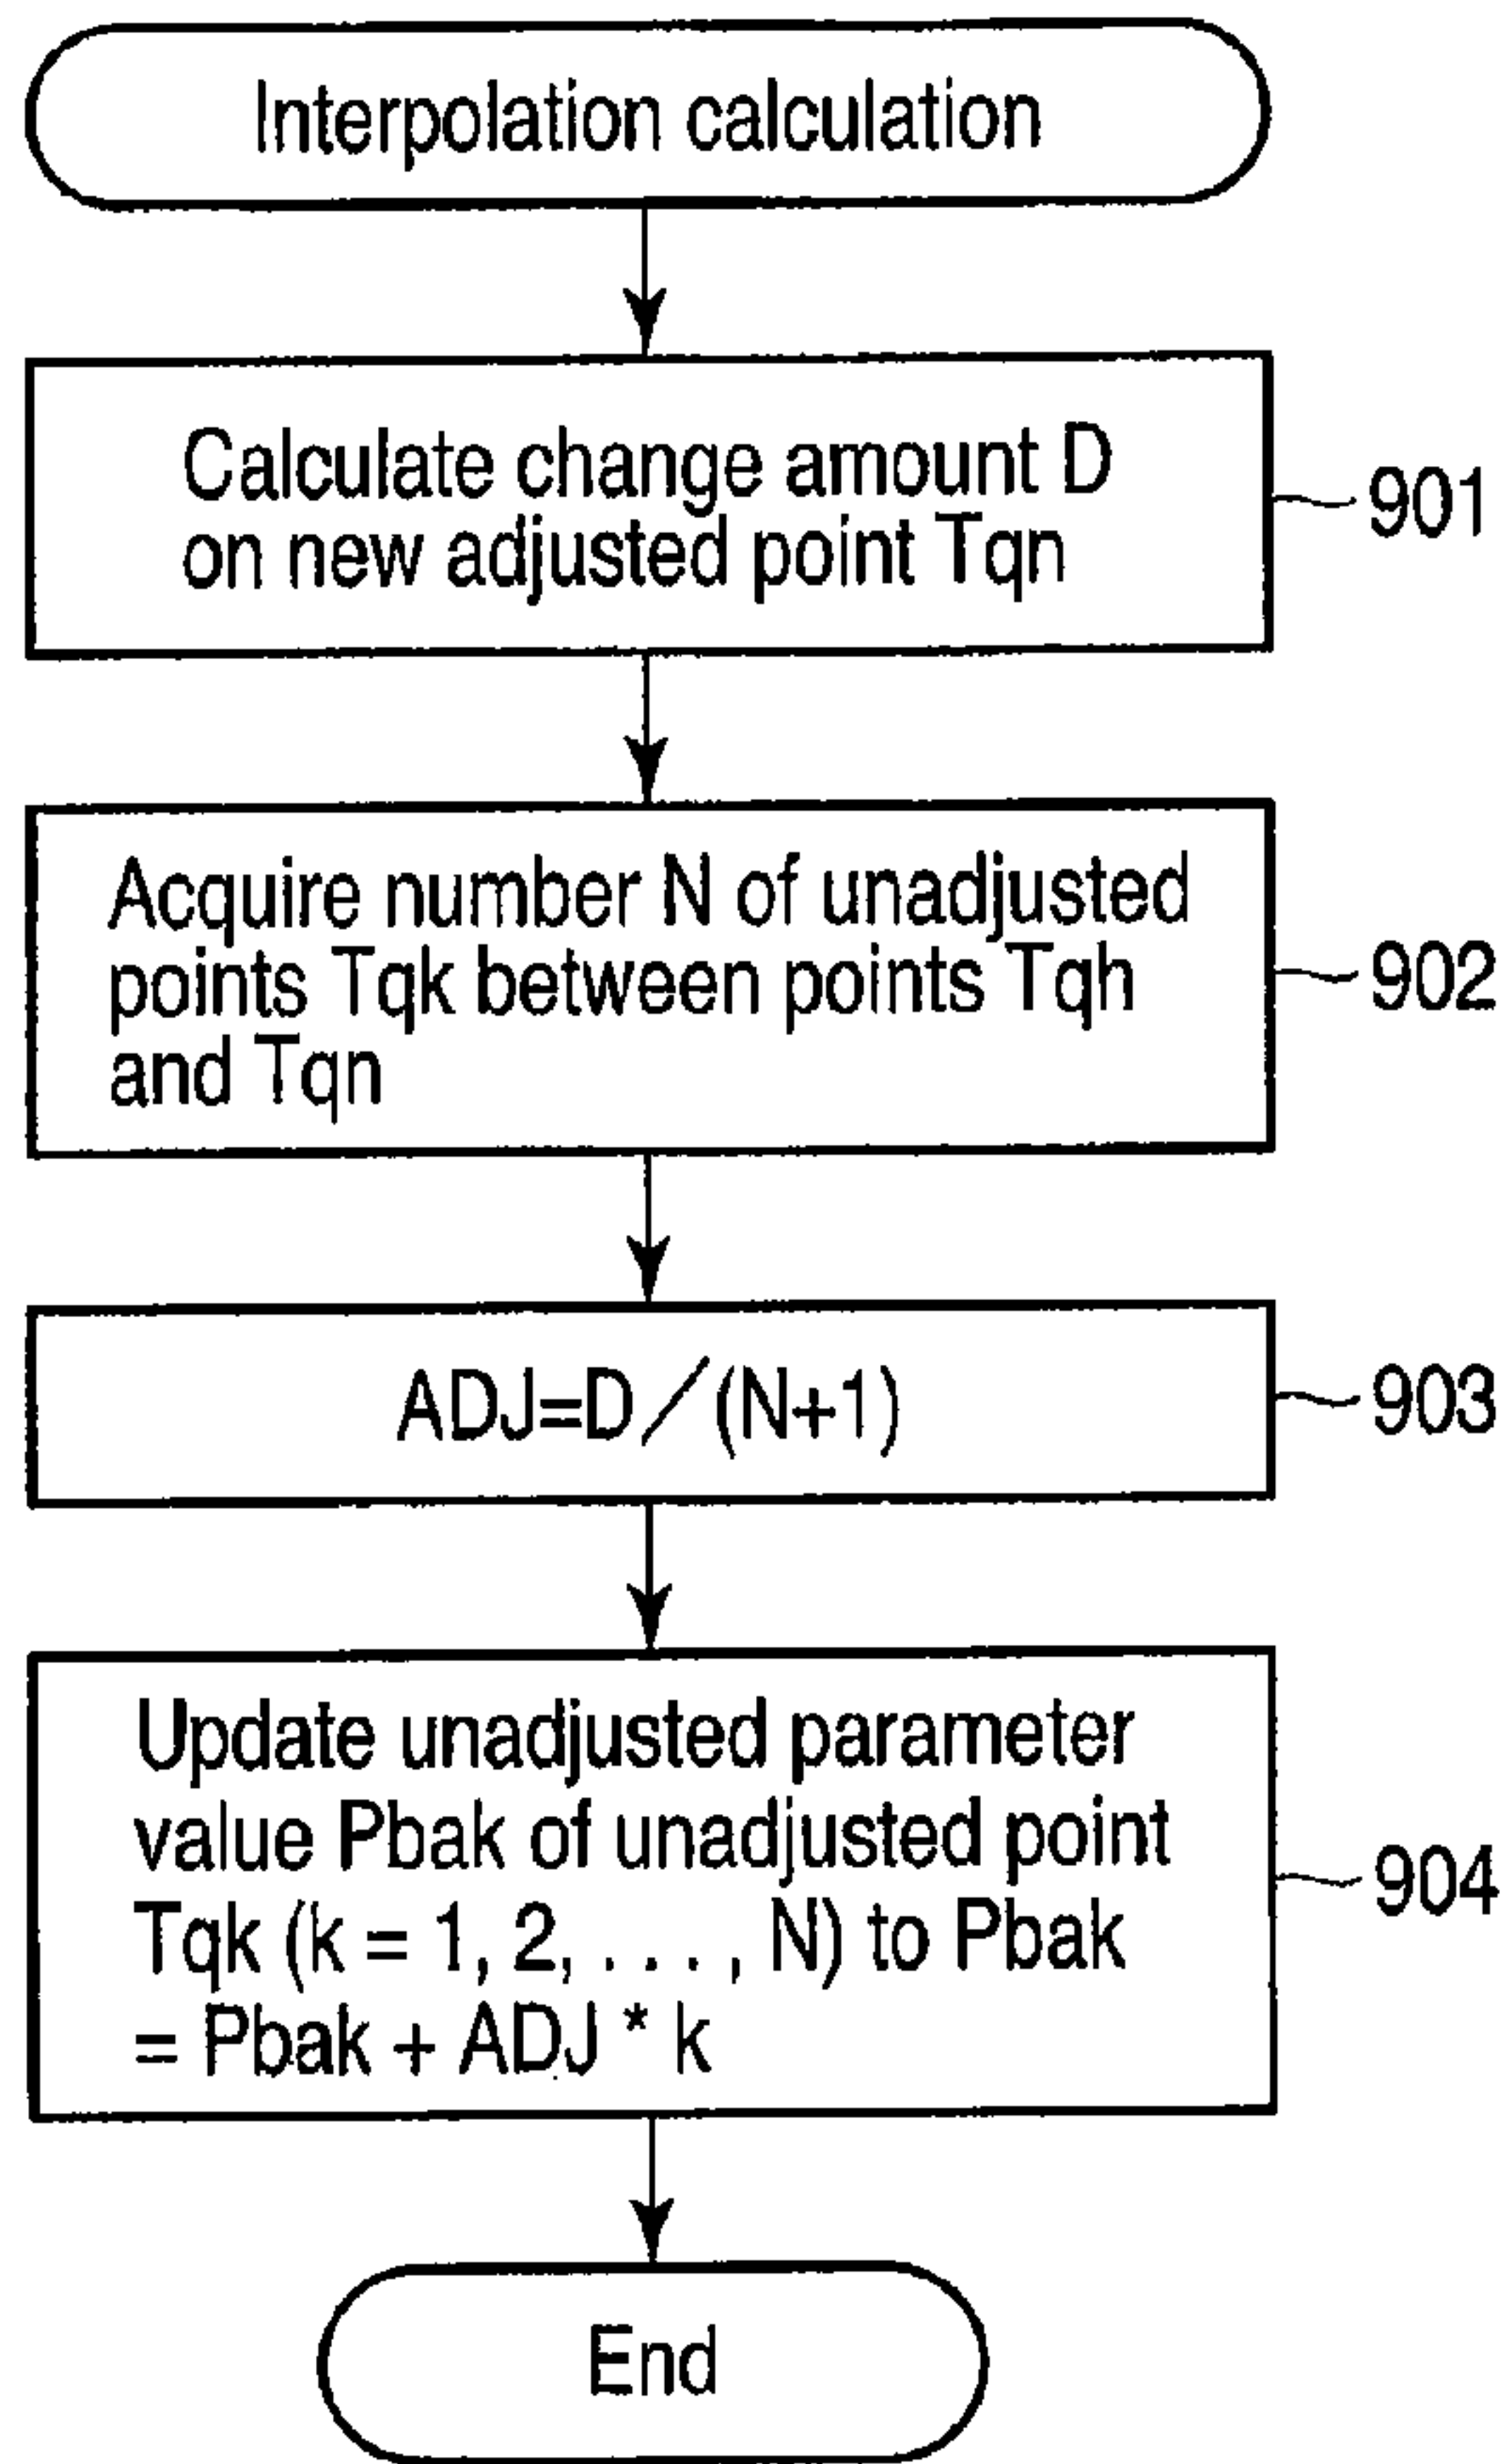 Interpolation calculation
Calculate change amount D
on new adjusted point Tqn
901
Acquire number N of unadjusted
points Tqk between points Tqh
and Tqn
902
ADJ=D/(N+1)
903
Update unadjusted parameter
value Pbak of unadjusted point
Tqk (k = 1, 2, . . . , N) to Pbak
= Pbak + ADJ * k
904
End